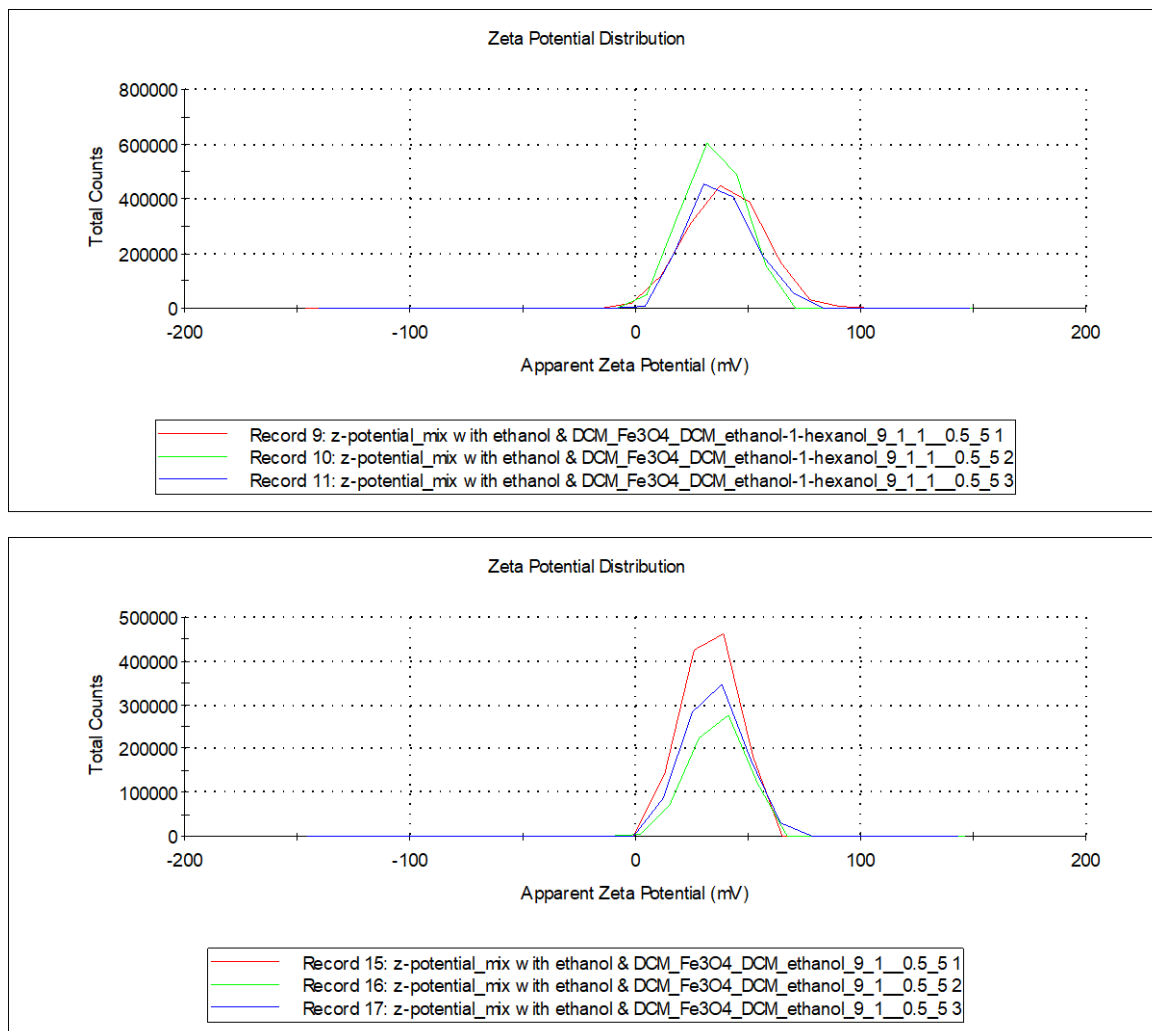 Zeta Potential Distribution
800000
600000
400000
200000
0
-200 -100 0 100 200
Total Counts
Apparent Zeta Potential (mV)
Record 9: z-potential_mix with ethanol & DCM_Fe3O4_DCM_ethanol-1-hexanol_9_1_1__0.5_5 1
Record 10: z-potential_mix with ethanol & DCM_Fe3O4_DCM_ethanol-1-hexanol_9_1_1__0.5_5 2
Record 11: z-potential_mix with ethanol & DCM_Fe3O4_DCM_ethanol-1-hexanol_9_1_1__0.5_5 3
Zeta Potential Distribution
500000
400000
300000
200000
100000
0
-200 -100 0 100 200
Total Counts
Apparent Zeta Potential (mV)
Record 15: z-potential_mix with ethanol & DCM_Fe3O4_DCM_ethanol_9_1__0.5_5 1
Record 16: z-potential_mix with ethanol & DCM_Fe3O4_DCM_ethanol_9_1__0.5_5 2
Record 17: z-potential_mix with ethanol & DCM_Fe3O4_DCM_ethanol_9_1__0.5_5 3